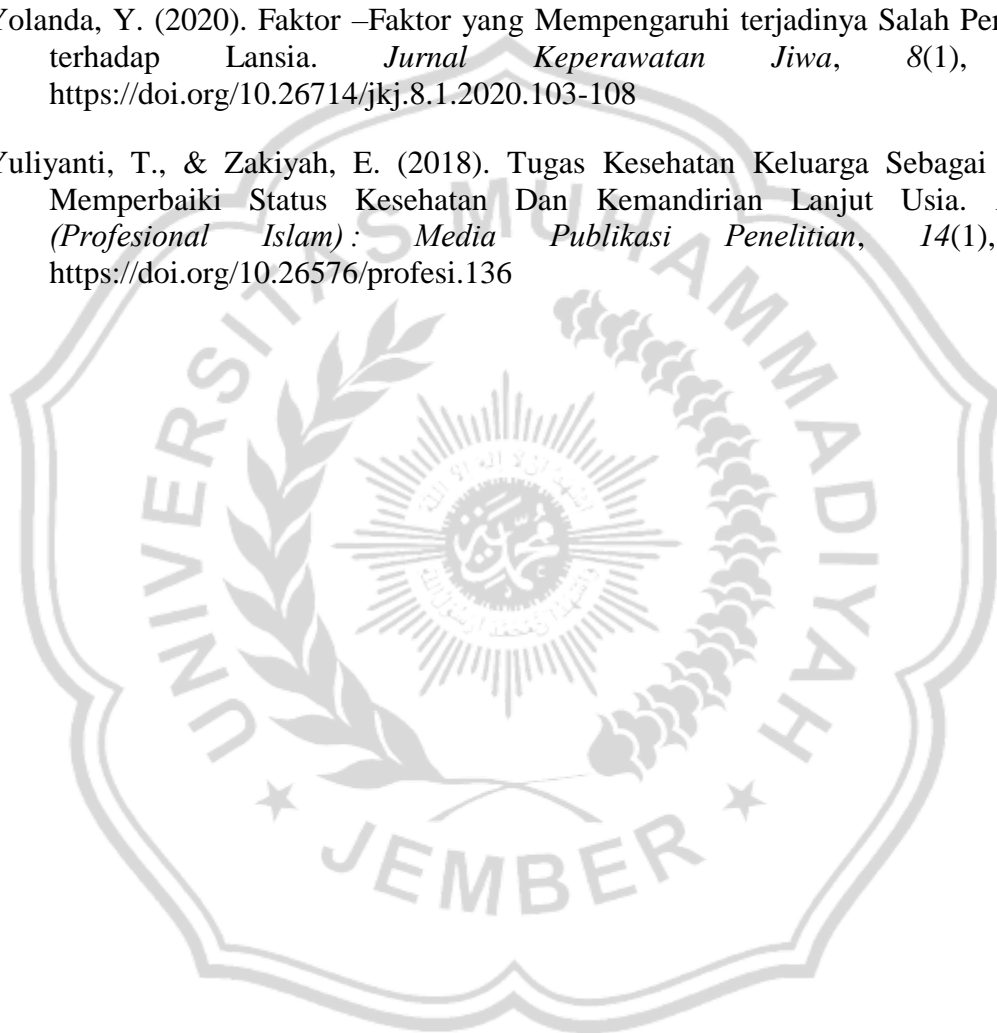 Yolanda, Y. (2020). Faktor –Faktor yang Mempengaruhi terjadinya Salah
terhadap Lansia. Jurnal Keperawatan Jiwa, 8(1),
https://doi.org/10.26714/jkj.8.1.2020.103-108
Yuliyanti, T., & Zakiyah, E. (2018). Tugas Kesehatan Keluarga Sebagai
Memperbaiki Status Kesehatan Dan Kemandirian Lanjut Usia.
(Profesional Islam) : Media Publikasi Penelitian, 14(1),
https://doi.org/10.26576/profesi.136
UNIVERSITAS MUHAMMADIYAH
JEMBER